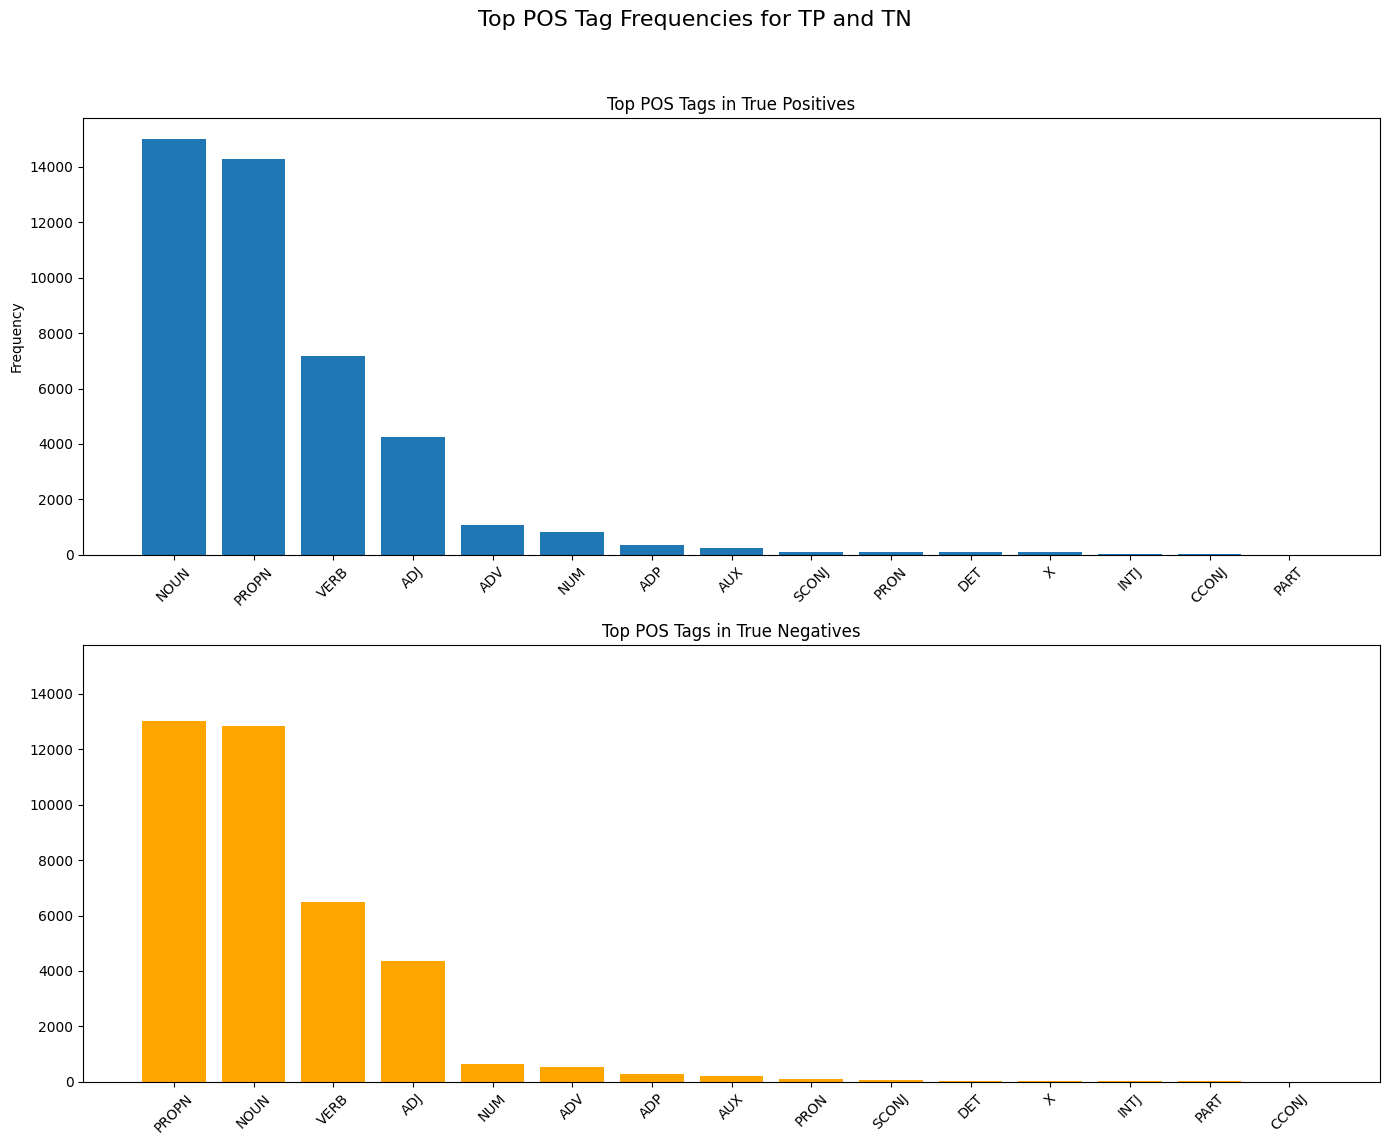 Top POS Tag Frequencies for TP and TN
Top POS Tags in True Positives
14000
12000
10000
8000
6000
4000
2000
0
Frequency
NOUN PROPN VERB ADJ ADV NUM ADP AUX SCONJ PRON DET X INTJ CCONJ PART
Top POS Tags in True Negatives
14000
12000
10000
8000
6000
4000
2000
0
PROPN NOUN VERB ADJ NUM ADV ADP AUX PRON SCONJ DET X INTJ PART CCONJ